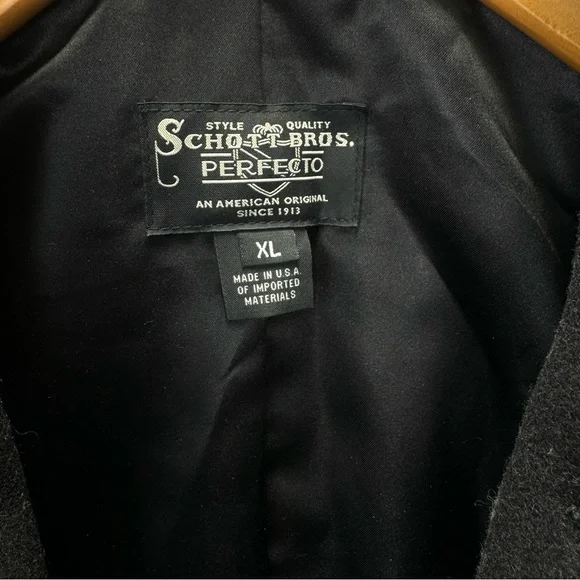 STYLE QUALITY
SCHOTT BROS.
PERFECTO
AN AMERICAN ORIGINAL
SINCE 1913
XL
MADE IN U.S.A.
OF IMPORTED
MATERIALS